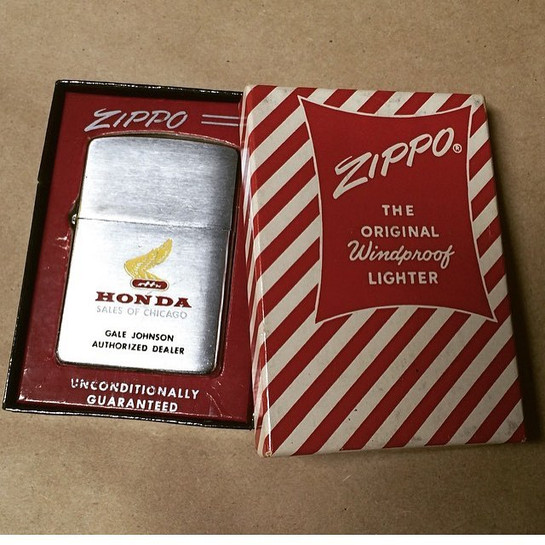 ZIPPO
HONDA
SALES OF CHICAGO
GALE JOHNSON
AUTHORIZED DEALER
UNCONDITIONALLY
GUARANTEED
ZIPPO®
THE
ORIGINAL
Windproof
LIGHTER